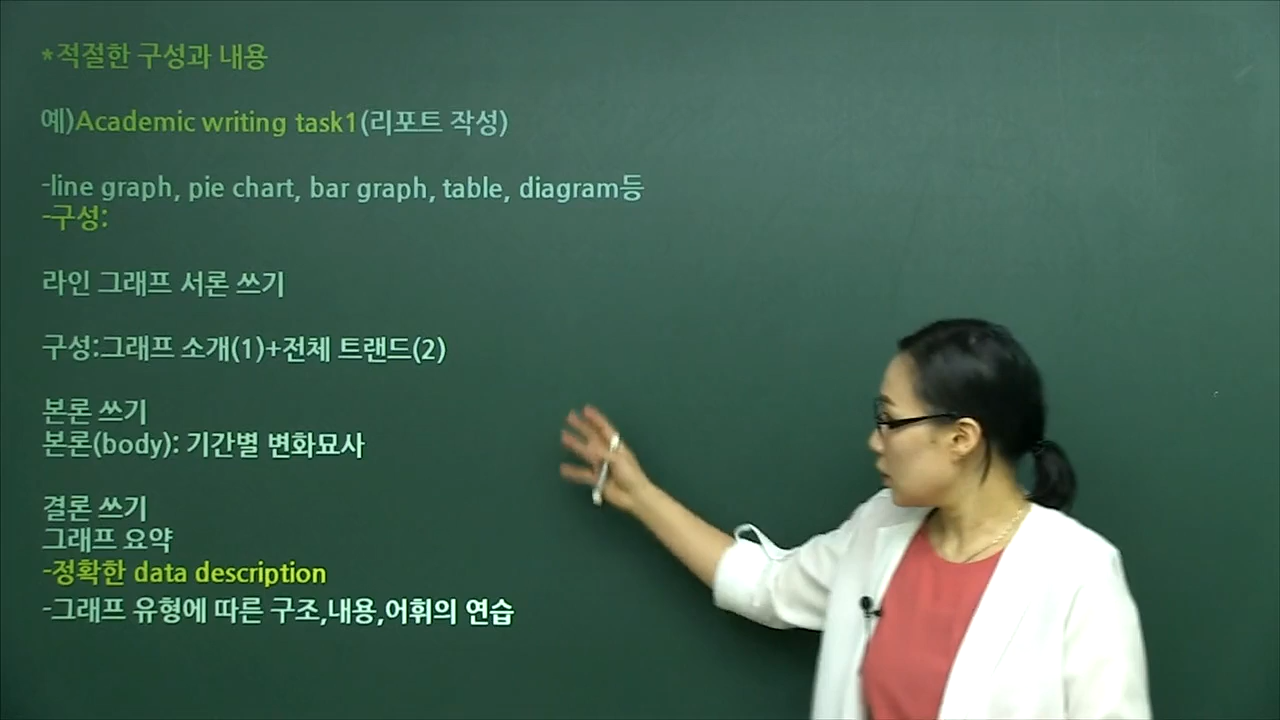 *적절한 구성과 내용
예)Academic writing task1(리포트 작성)
-line graph, pie chart, bar graph, table, diagram등
-구성:
라인 그래프 서론 쓰기
구성:그래프 소개(1)+전체 트랜드(2)
본론 쓰기
본론(body): 기간별 변화묘사
결론 쓰기
그래프 요약
-정확한 data description
-그래프 유형에 따른 구조,내용,어휘의 연습